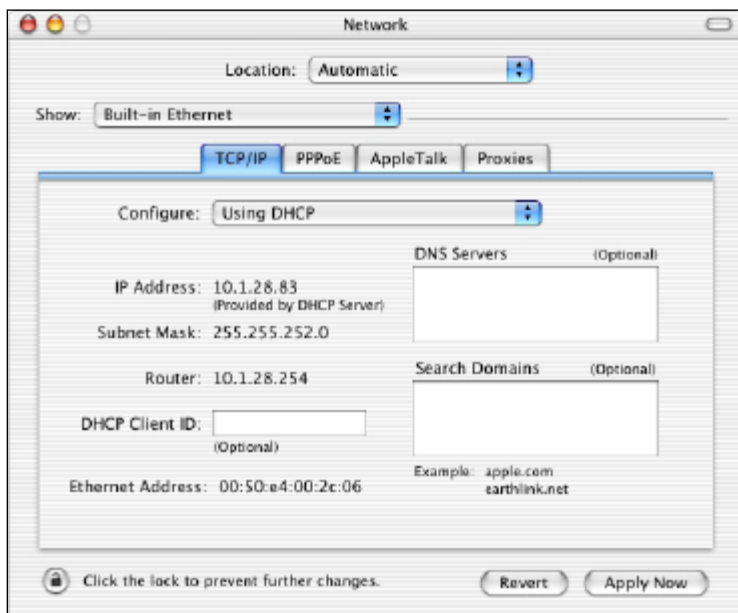 Network
Location: Automatic
Show: Built-in Ethernet
TCP/IP PPPoE AppleTalk Proxies
Configure: Using DHCP
DNS Servers (Optional)
IP Address: 10.1.28.83
(Provided by DHCP Server)
Subnet Mask: 255.255.252.0
Router: 10.1.28.254
Search Domains (Optional)
DHCP Client ID:
(Optional)
Example: apple.com
earthlink.net
Ethernet Address: 00:50:e4:00:2c:06
Click the lock to prevent further changes.
Revert Apply Now